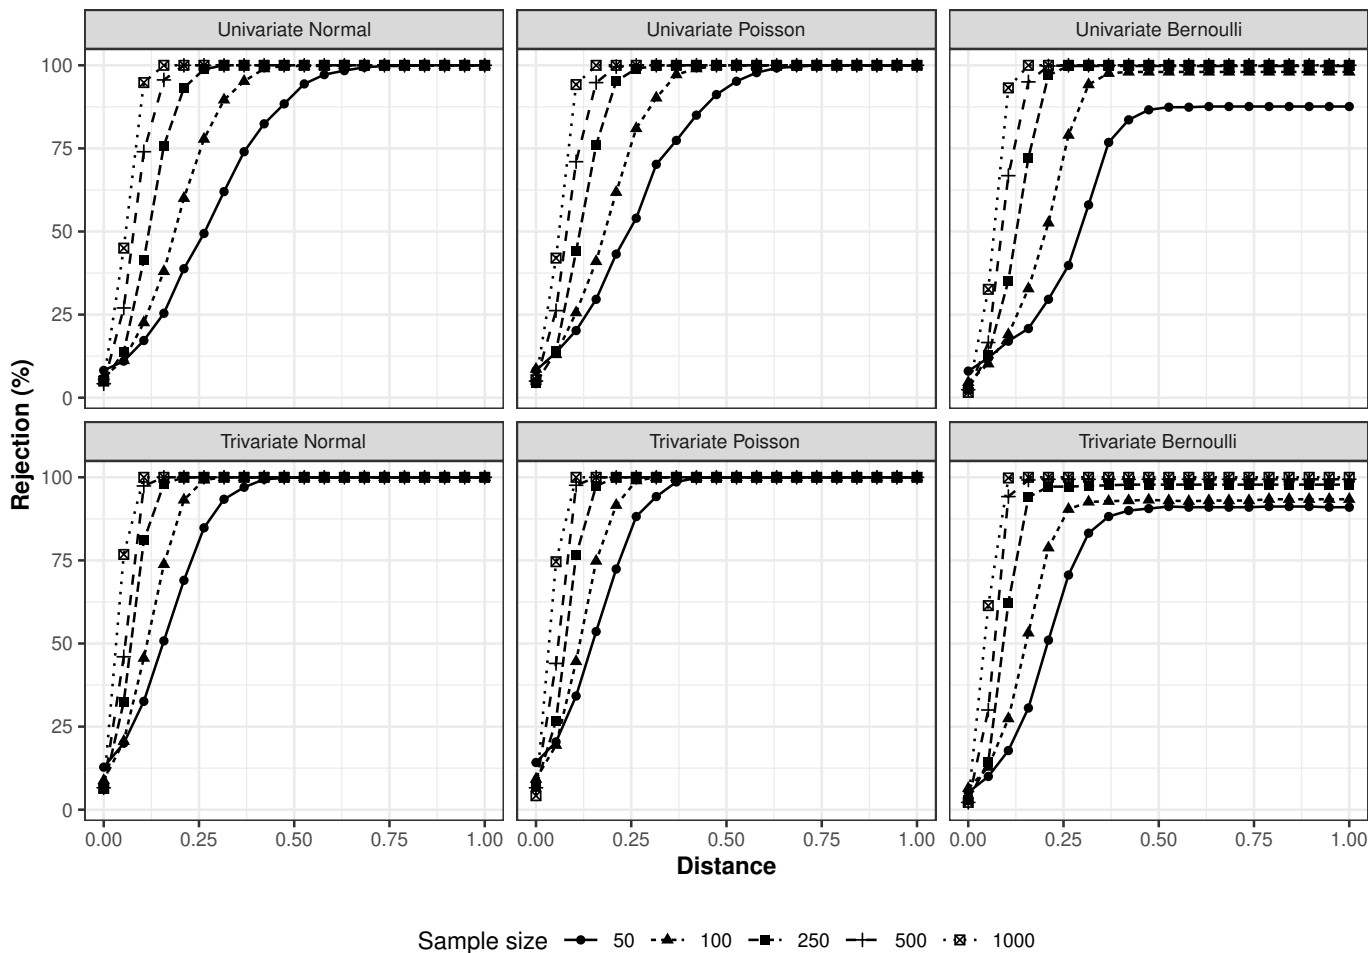 Univariate Normal Univariate Poisson Univariate Bernoulli
100
75
50
25
0
Trivariate Normal Trivariate Poisson Trivariate Bernoulli
100
75
50
25
0
Rejection (%)
0.00 0.25 0.50 0.75 1.00 0.00 0.25 0.50 0.75 1.00 0.00 0.25 0.50 0.75 1.00
Distance
Sample size 50 100 250 500 1000